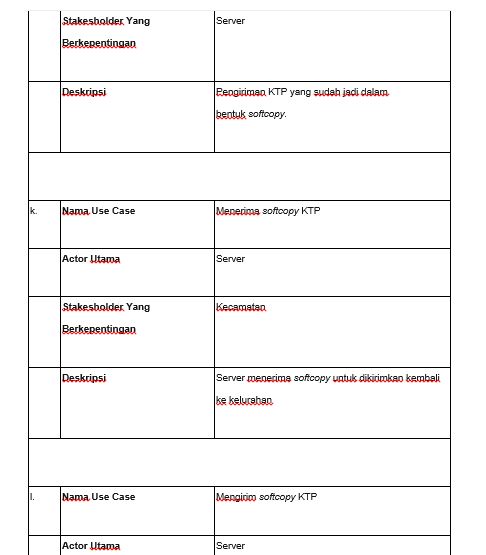 Stakesholder Yang Server
Berkepentingan
Deskripsi Pengiriman KTP yang sudah jadi dalam
bentuk softcopy.
k. Nama Use Case Menerima softcopy KTP
Actor Utama Server
Stakesholder Yang Kecamatan
Berkepentingan
Deskripsi Server menerima softcopy untuk dikirimkan kembali
ke kelurahan
l. Nama Use Case Mengirim softcopy KTP
Actor Utama Server